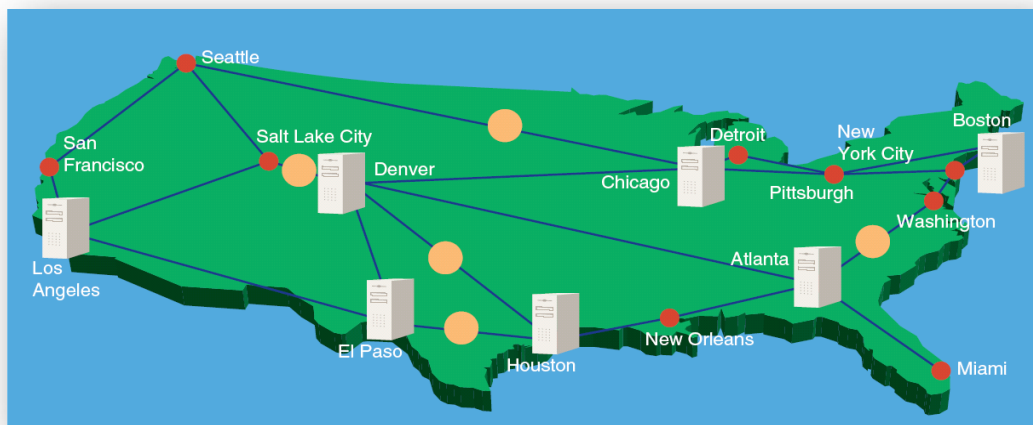 Seattle
San
Francisco
Salt Lake City
Denver
Chicago
Detroit
New
York City
Boston
Pittsburgh
Washington
Los
Angeles
El Paso
Houston
Atlanta
New Orleans
Miami